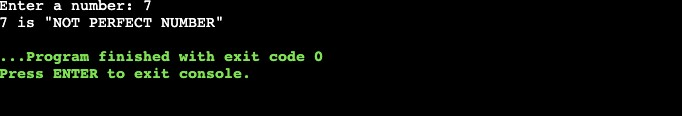 Enter a number: 7
7 is "NOT PERFECT NUMBER"
...Program finished with exit code 0
Press ENTER to exit console.